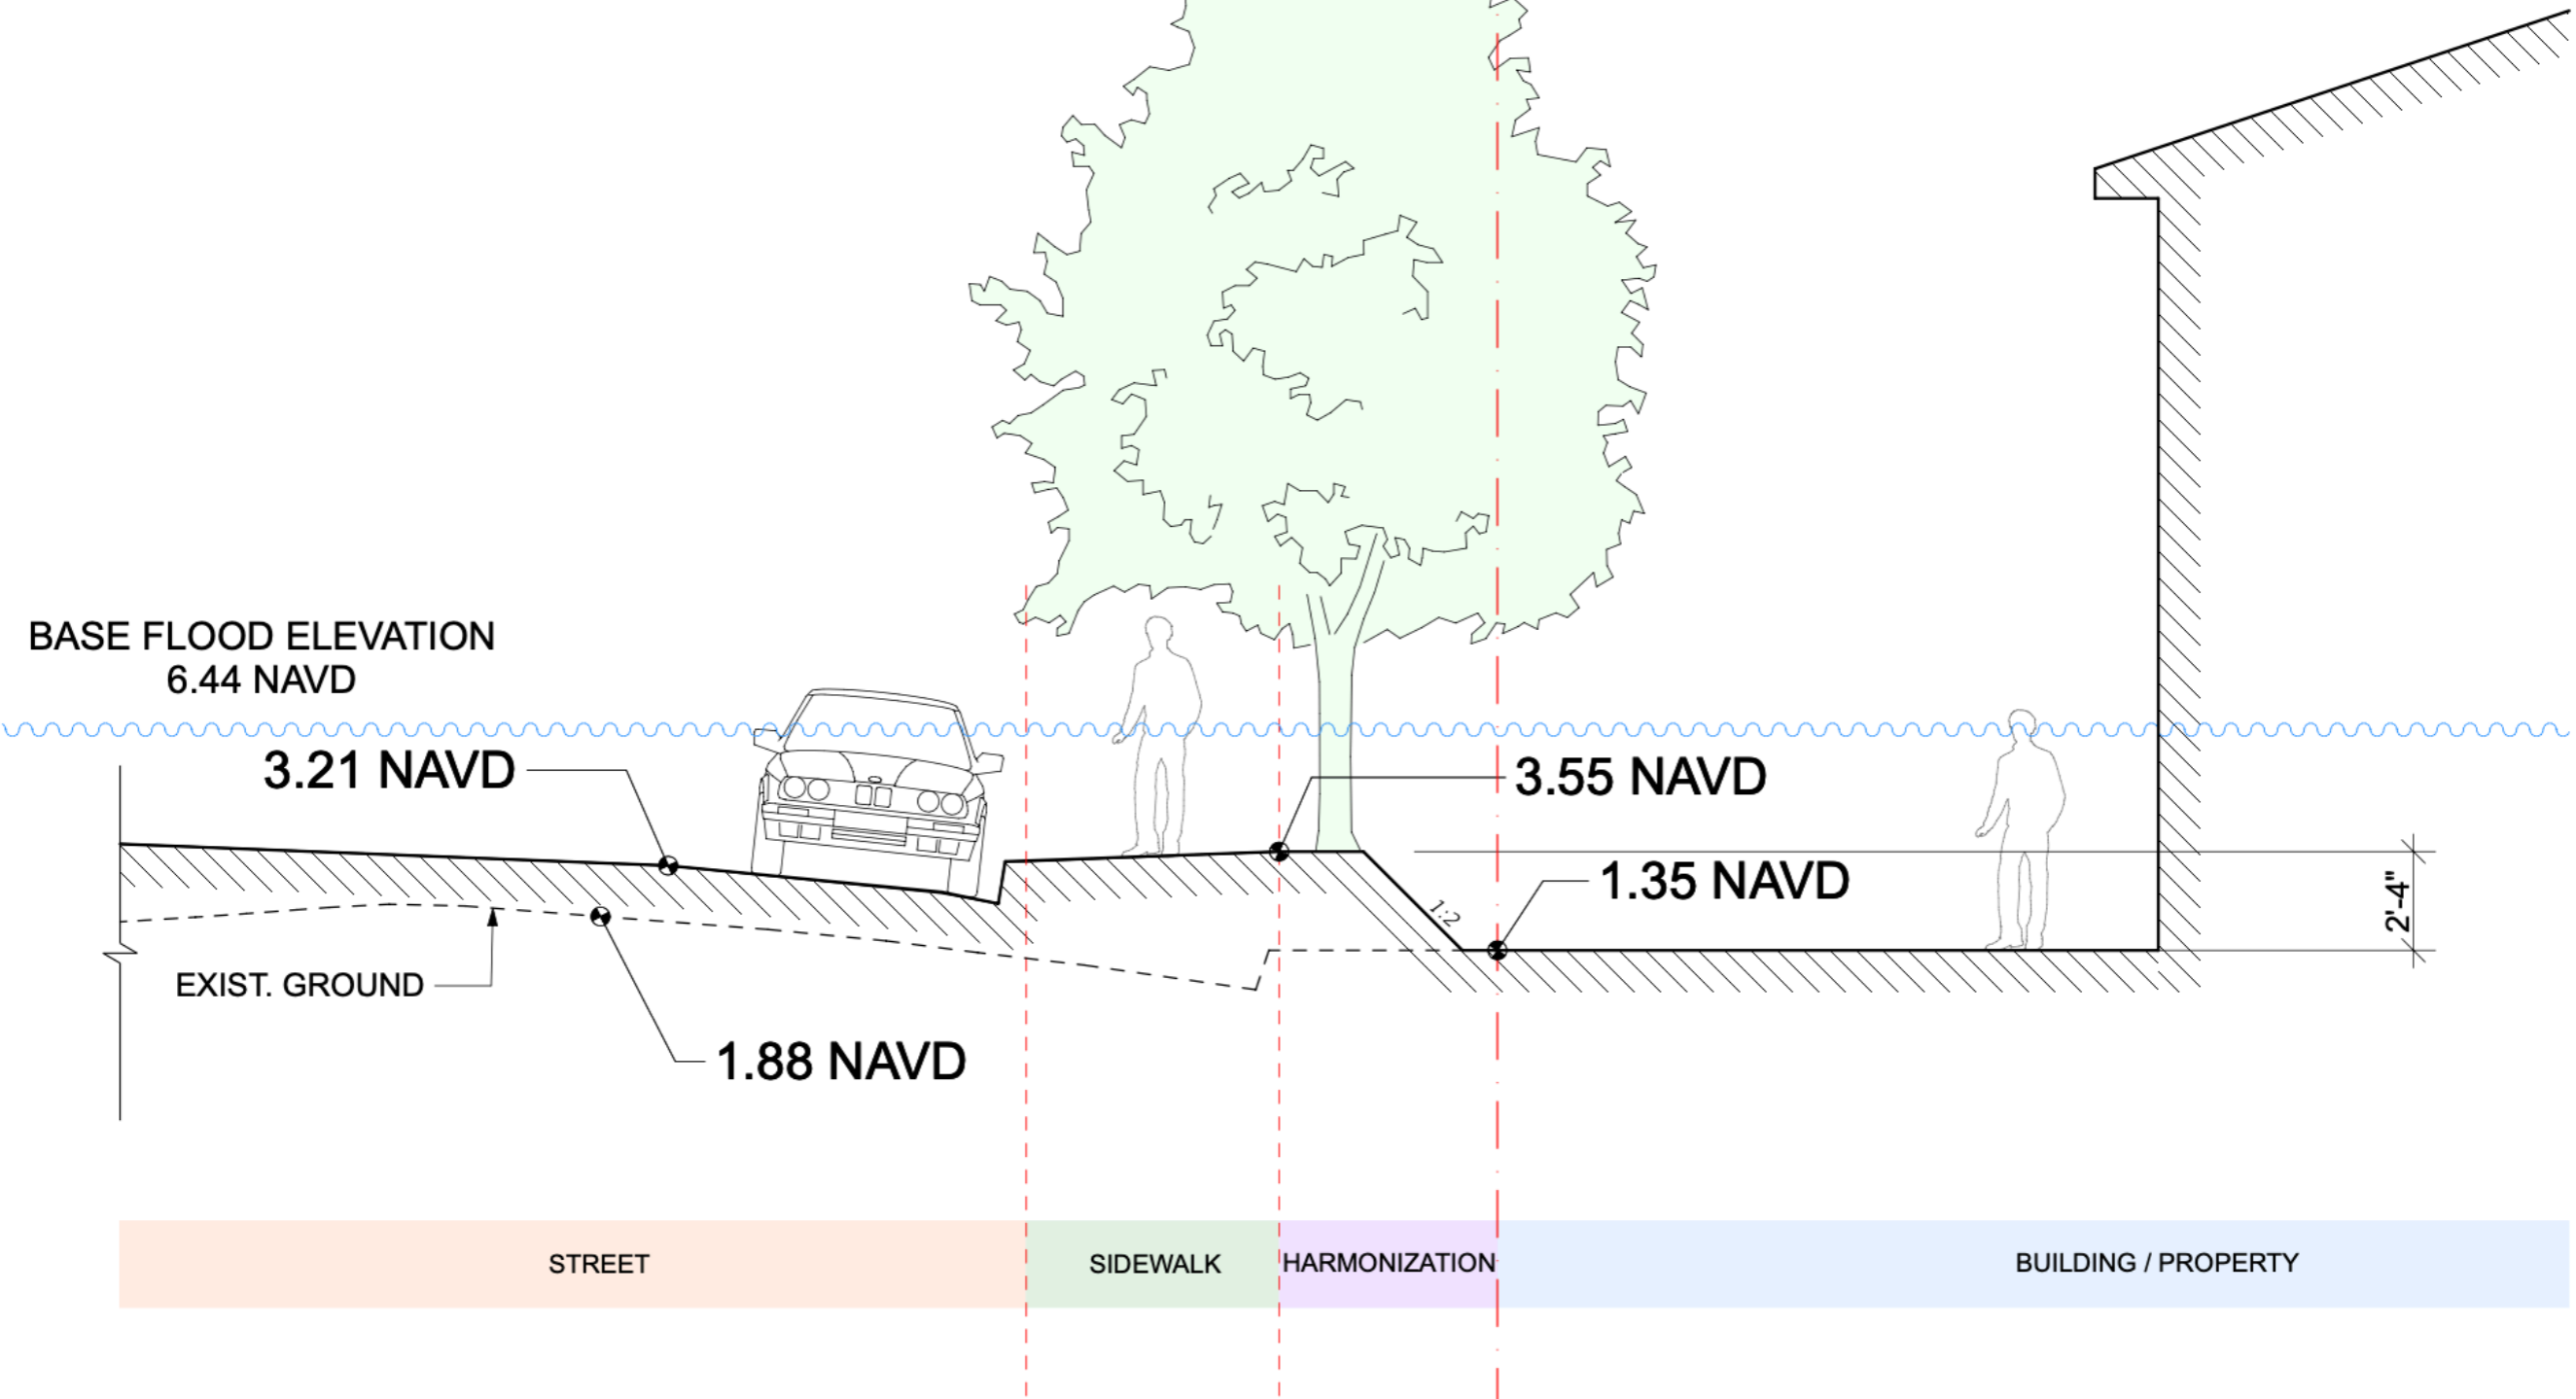 BASE FLOOD ELEVATION
6.44 NAVD
3.21 NAVD
3.55 NAVD
1.35 NAVD
1:2
2'-4"
EXIST. GROUND
1.88 NAVD
STREET
SIDEWALK
HARMONIZATION
BUILDING / PROPERTY